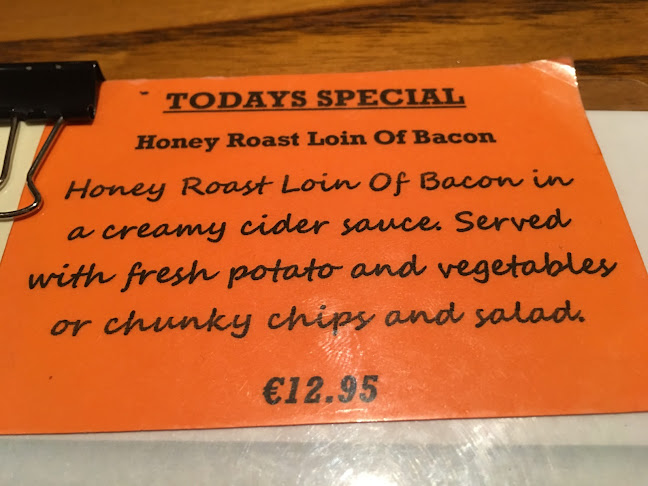 TODAYS SPECIAL
Honey Roast Loin Of Bacon
Honey Roast Loin Of Bacon in
a creamy cider sauce. Served
with fresh potato and vegetables
or chunky chips and salad.
€12.95